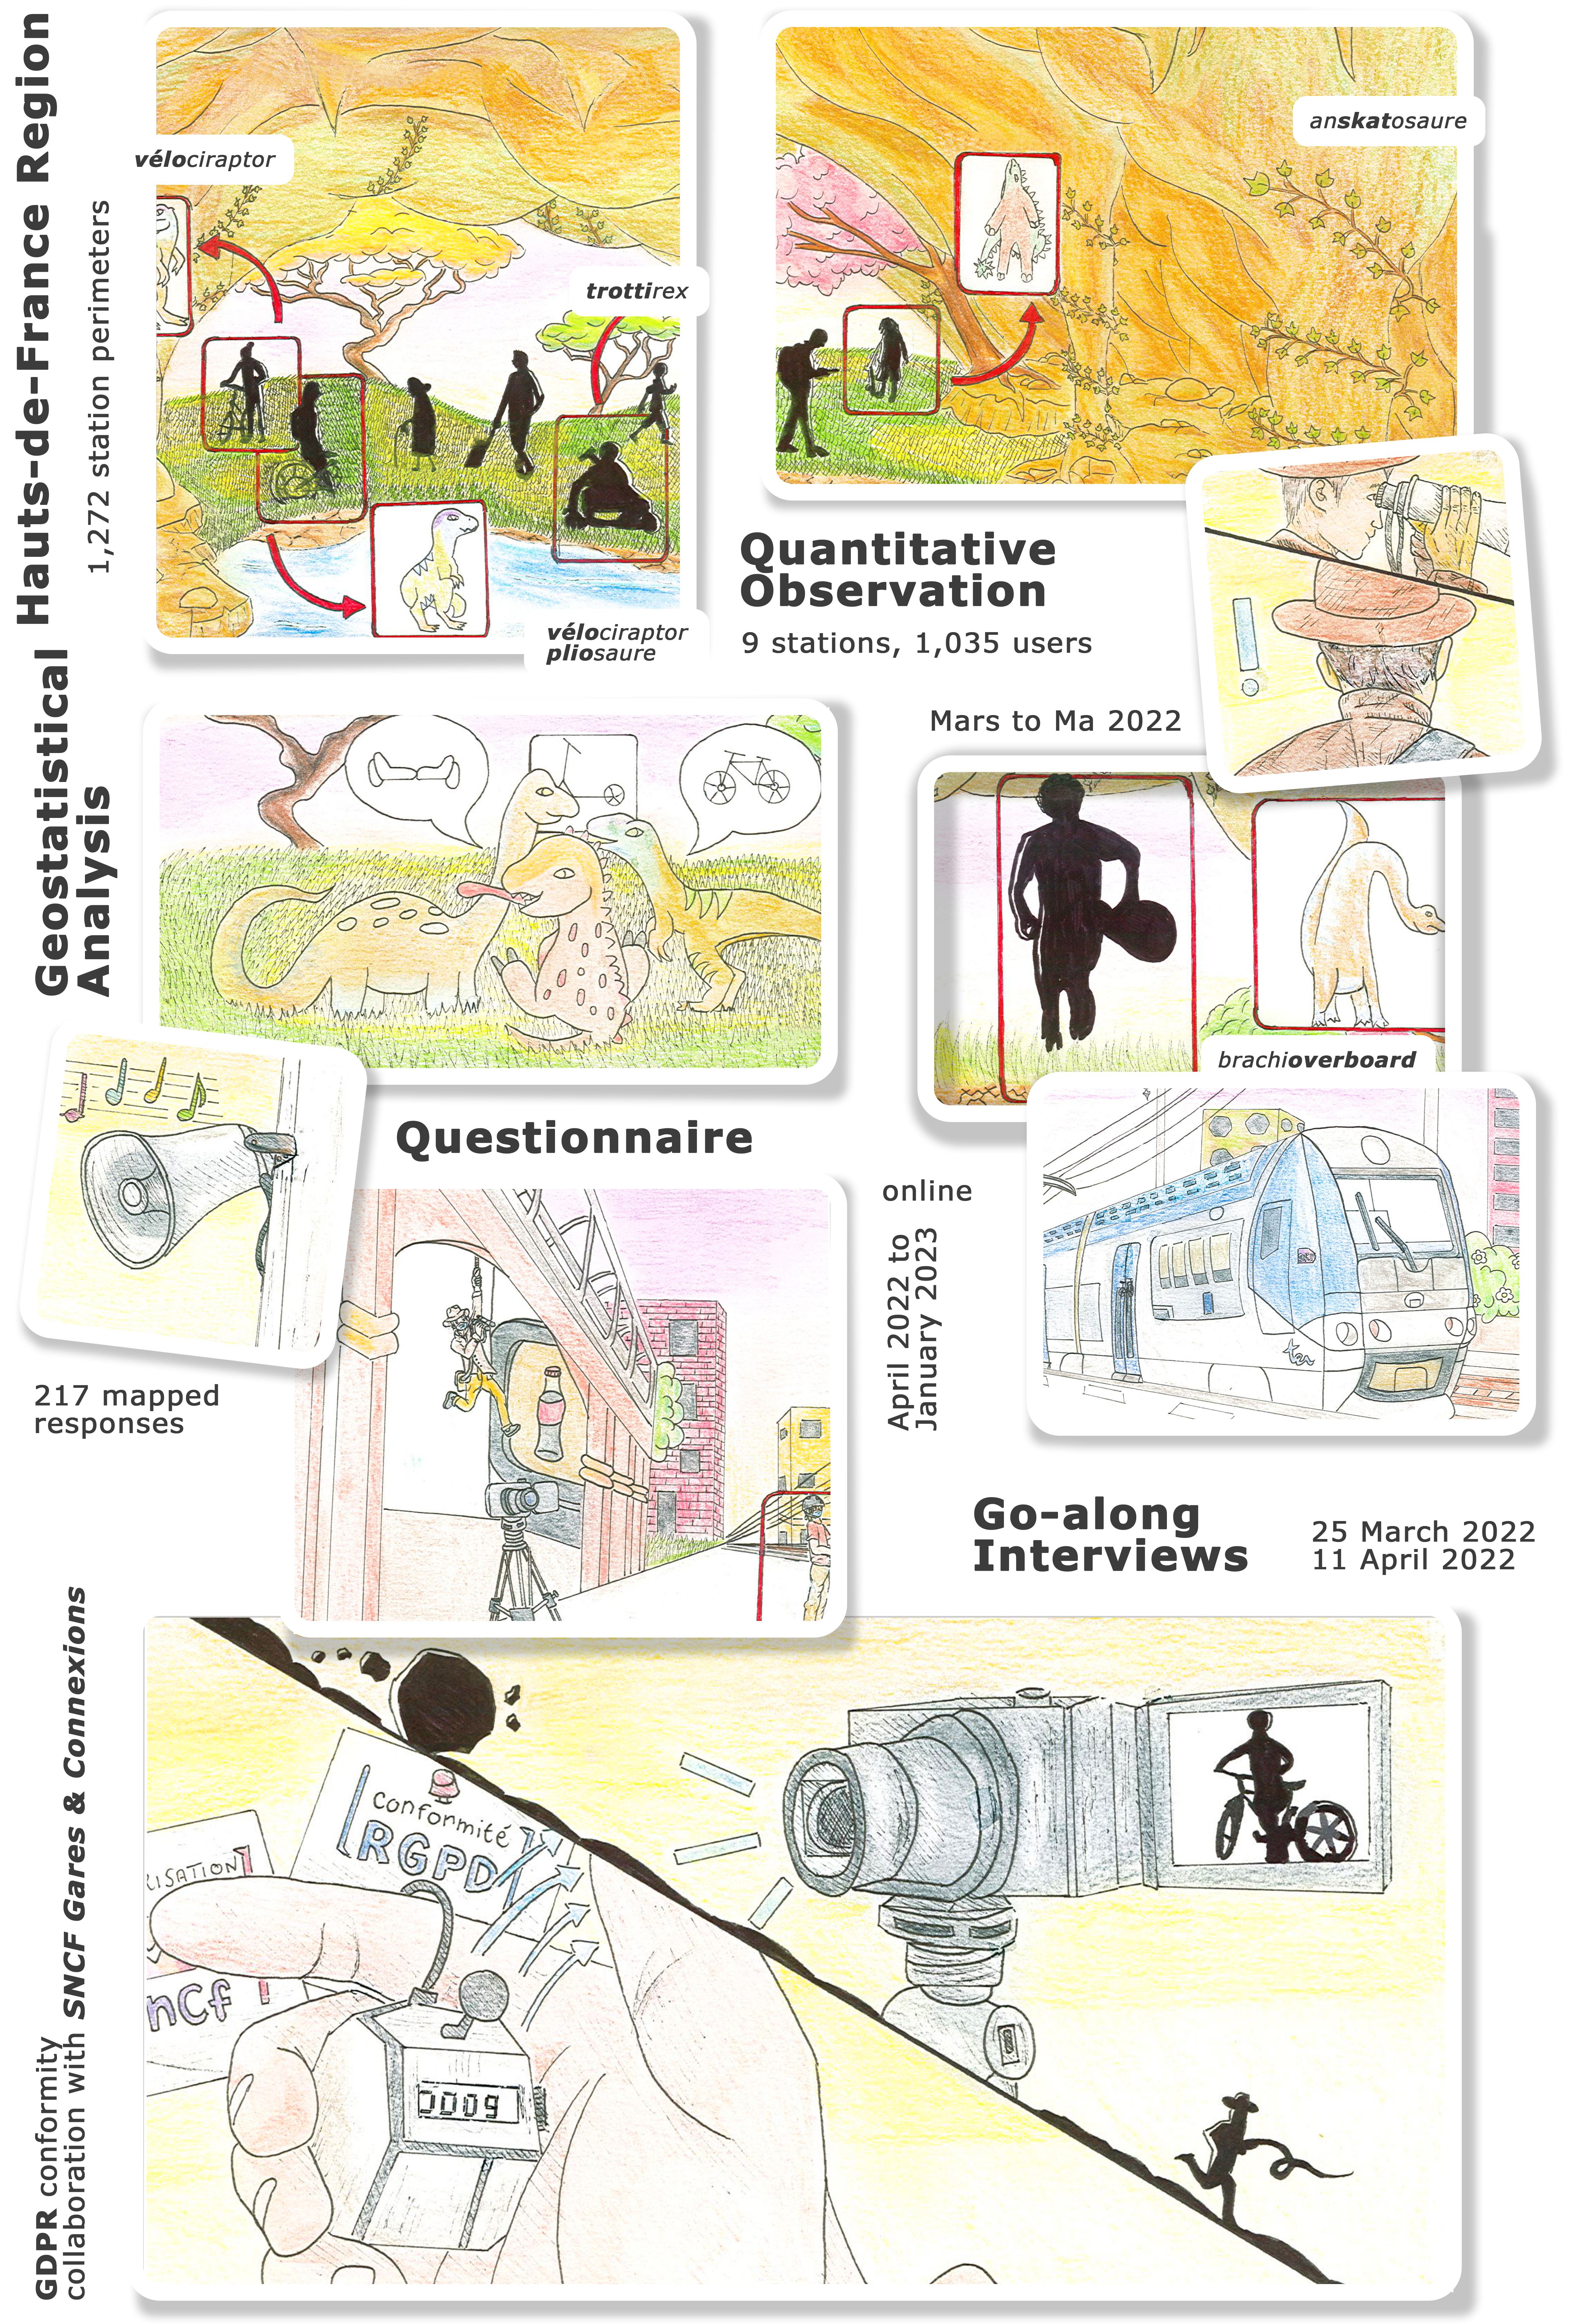 Hauts-de-France Region
1,272 station perimeters
Geostatistical
Analysis
vélociraptor
trottirex
vélociraptor
pliosaure
anskatosaure
Quantitative
Observation
9 stations, 1,035 users
Mars to Ma 2022
brachioverboard
Questionnaire
217 mapped
responses
online
April 2022 to
January 2023
ter
Go-along
Interviews
25 March 2022
11 April 2022
GDPR conformity
collaboration with SNCF Gares & Connexions
conformité
RGPD
LISATION
nCf !
0009